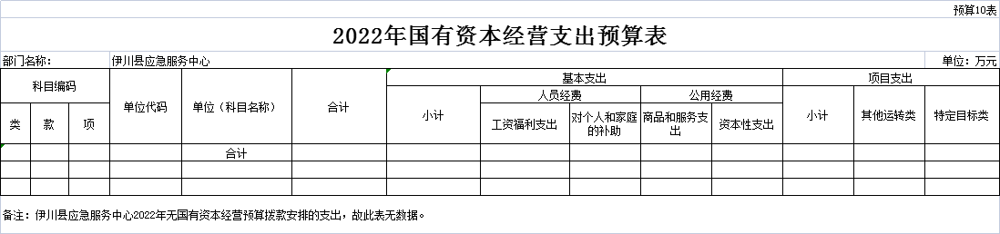 预算10表
2022年国有资本经营支出预算表
部门名称： 伊川县应急服务中心 单位：万元
科目编码 单位代码 单位（科目名称） 合计 基本支出 项目支出
小计 人员经费 公用经费 小计 其他运转类 特定目标类
类 款 项 工资福利支出 对个人和家庭的补助 商品和服务支出 资本性支出
合计
备注：伊川县应急服务中心2022年无国有资本经营预算拨款安排的支出，故此表无数据。